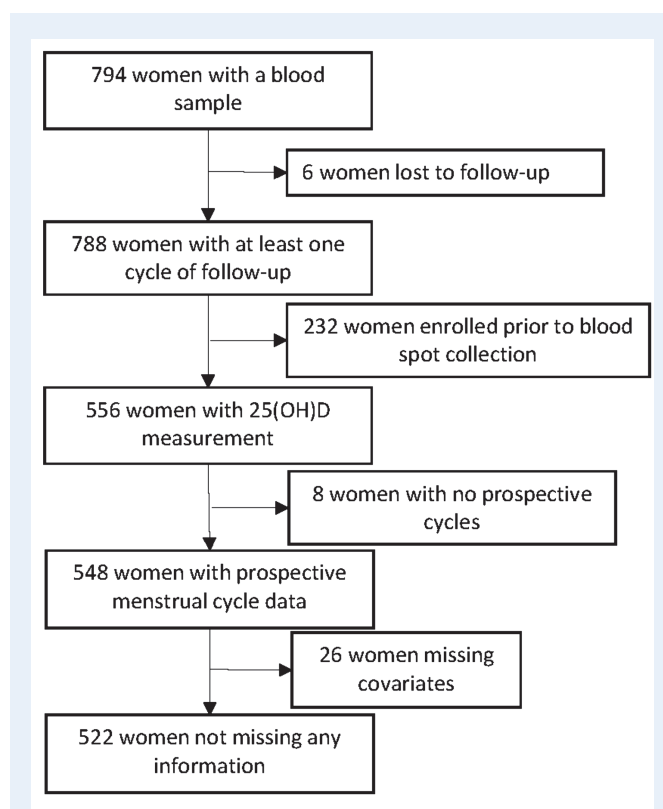 794 women with a blood
sample
6 women lost to follow-up
788 women with at least one
cycle of follow-up
232 women enrolled prior to blood
spot collection
556 women with 25(OH)D
measurement
8 women with no prospective
cycles
548 women with prospective
menstrual cycle data
26 women missing
covariates
522 women not missing any
information